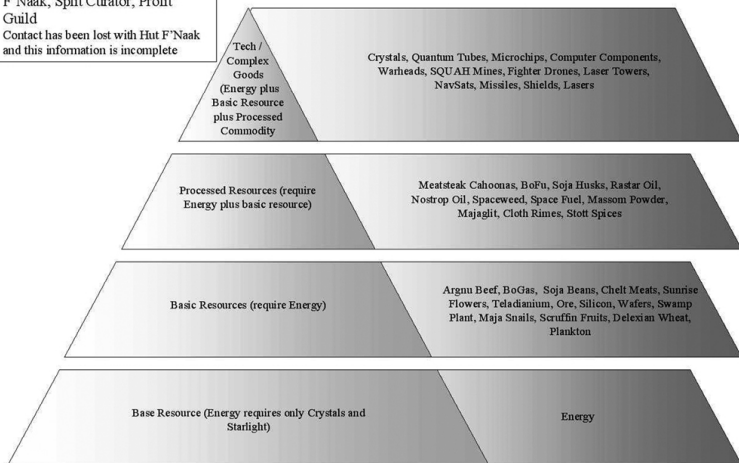 F'Naak, Split Curator, Profit
Guild
Contact has been lost with Hut F'Naak
and this information is incomplete
Tech /
Complex
Goods
(Energy plus
Basic Resource
plus Processed
Commodity
Crystals, Quantum Tubes, Microchips, Computer Components,
Warheads, SQUAH Mines, Fighter Drones, Laser Towers,
NavSats, Missiles, Shields, Lasers
Processed Resources (require
Energy plus basic resource)
Meatsteak Cahoonas, BoFu, Soja Husks, Rastar Oil,
Nostrop Oil, Spaceweed, Space Fuel, Massom Powder,
Majaglit, Cloth Rimes, Stott Spices
Basic Resources (require Energy)
Argnu Beef, BoGas, Soja Beans, Chelt Meats, Sunrise
Flowers, Teladianium, Ore, Silicon, Wafers, Swamp
Plant, Maja Snails, Scruffin Fruits, Delexian Wheat,
Plankton
Base Resource (Energy requires only Crystals and
Starlight)
Energy